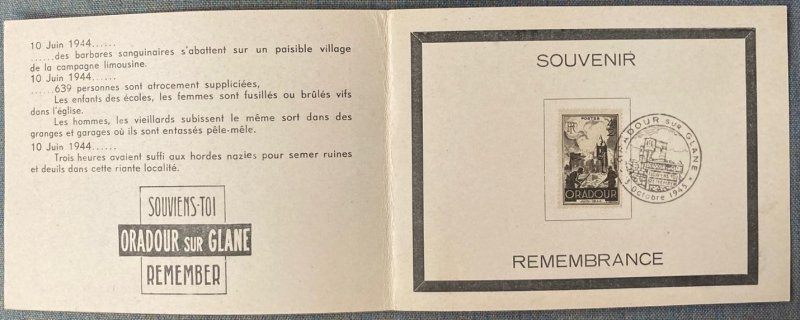 10 Juin 1944......
......des barbares sanguinaires s'abattent sur un paisible village
de la campagne limousine.
10 Juin 1944......
......639 personnes sont atrocement suppliciées,
Les enfants des écoles, les femmes sont fusillés ou brûlés vifs
dans l'église.
Les hommes, les vieillards subissent le même sort dans des
granges et garages où ils sont entassés pêle-mêle.
10 Juin 1944......
Trois heures avaient suffi aux hordes nazies pour semer ruines
et deuils dans cette riante localité.
SOUVIENS-TOI
ORADOUR SUR GLANE
REMEMBER
SOUVENIR
POSTES
RF
ORADOUR
ORADOUR SUR GLANE
Octobre 1945
REMEMBRANCE